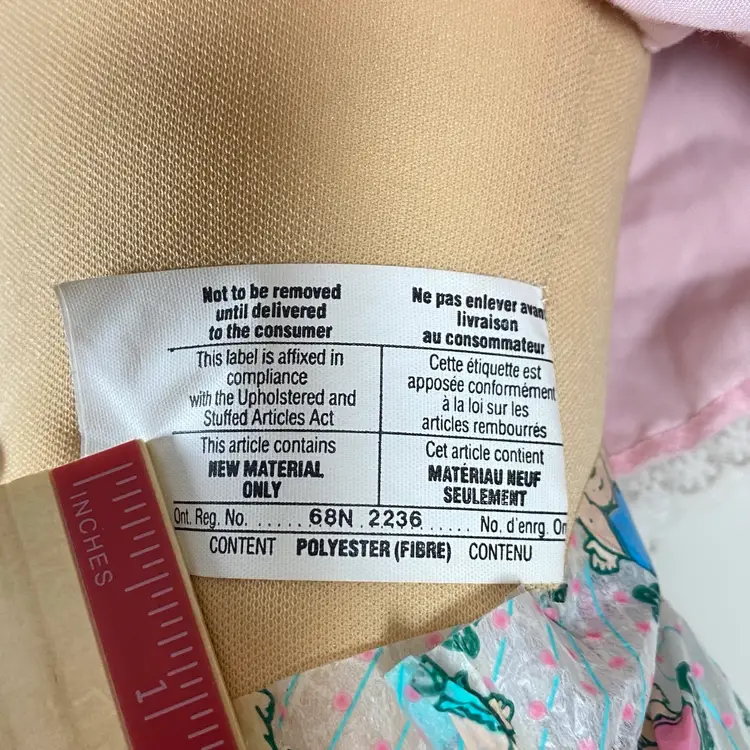 Not to be removed
until delivered
to the consumer
Ne pas enlever avan
livraison
au consommateur
This label is affixed in
compliance
with the Upholstered and
Stuffed Articles Act
Cette étiquette est
apposée conformémen
à la loi sur les
articles rembourrés
This article contains
NEW MATERIAL
ONLY
Cet article contient
MATÉRIAU NEUF
SEULEMENT
Ont. Reg. No. ...... 68N 2236 ..... No. d'enrg. On
CONTENT POLYESTER (FIBRE) CONTENU
INCHES
1